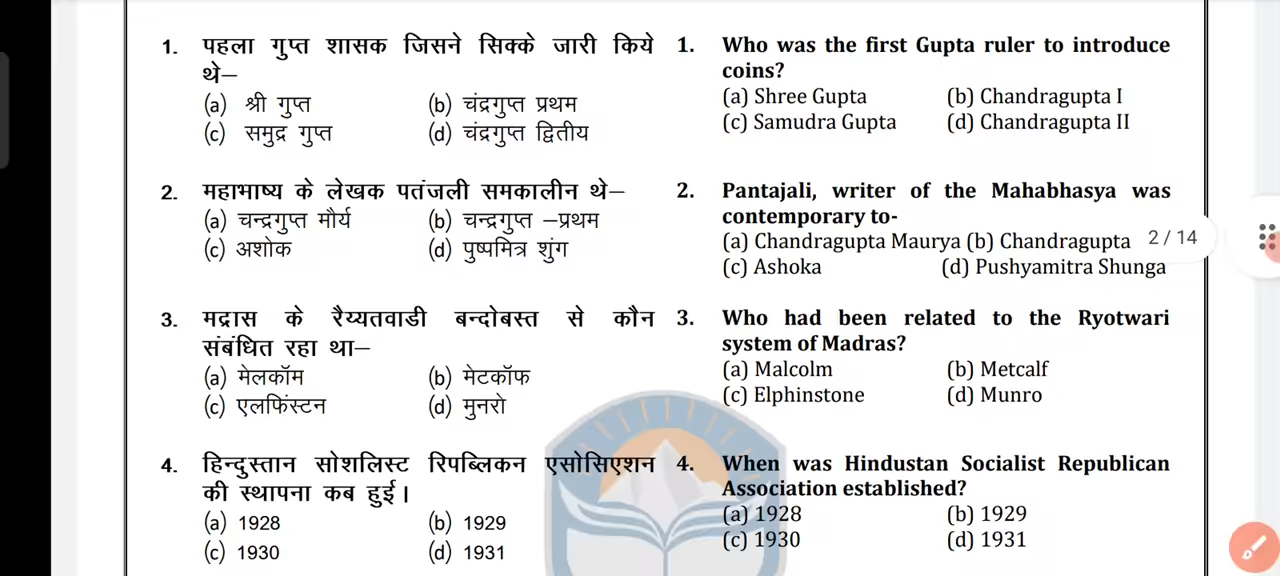 1. पहला गुप्त शासक जिसने सिक्के जारी किये थे–
(a) श्री गुप्त (b) चंद्रगुप्त प्रथम
(c) समुद्र गुप्त (d) चंद्रगुप्त द्वितीय
2. महाभाष्य के लेखक पतंजली समकालीन थे–
(a) चन्द्रगुप्त मौर्य (b) चन्द्रगुप्त –प्रथम
(c) अशोक (d) पुष्पमित्र शुंग
3. मद्रास के रैय्यतवाडी बन्दोबस्त से कौन
संबंधित रहा था–
(a) मेलकॉम (b) मेटकॉफ
(c) एलफिंस्टन (d) मुनरो
4. हिन्दुस्तान सोशलिस्ट रिपब्लिकन एसोसिएशन
की स्थापना कब हुई।
(a) 1928 (b) 1929
(c) 1930 (d) 1931
1. Who was the first Gupta ruler to introduce
coins?
(a) Shree Gupta (b) Chandragupta I
(c) Samudra Gupta (d) Chandragupta II
2. Pantajali, writer of the Mahabhasya was
contemporary to-
(a) Chandragupta Maurya (b) Chandragupta
(c) Ashoka (d) Pushyamitra Shunga
3. Who had been related to the Ryotwari
system of Madras?
(a) Malcolm (b) Metcalf
(c) Elphinstone (d) Munro
4. When was Hindustan Socialist Republican
Association established?
(a) 1928 (b) 1929
(c) 1930 (d) 1931
2 / 14